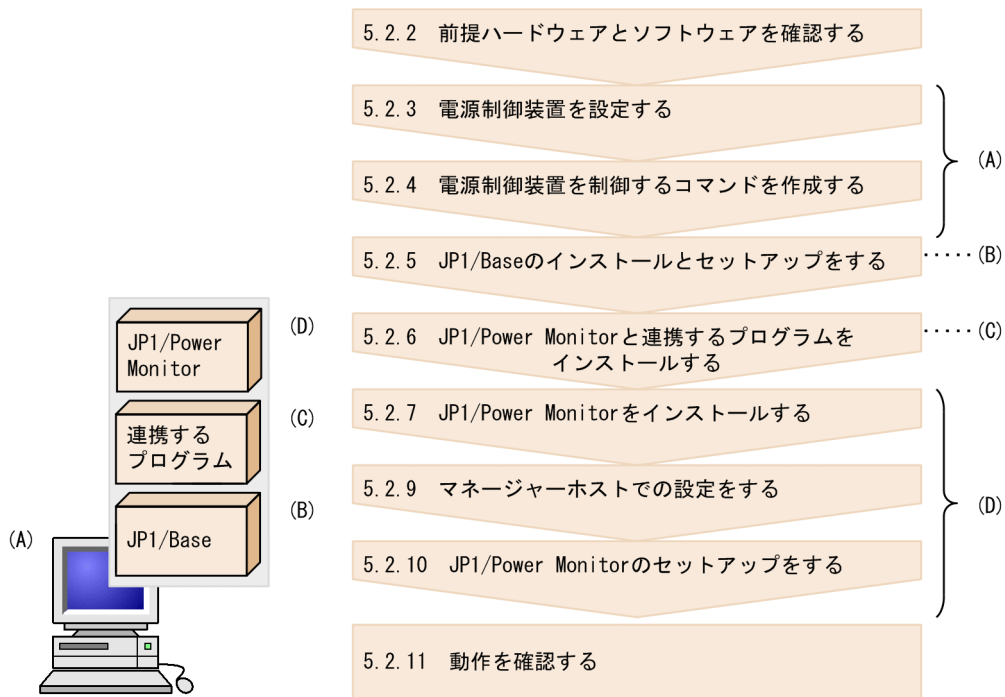 5.2.2 前提ハードウェアとソフトウェアを確認する
5.2.3 電源制御装置を設定する
5.2.4 電源制御装置を制御するコマンドを作成する
(A)
5.2.5 JP1/Baseのインストールとセットアップをする
(B)
5.2.6 JP1/Power Monitorと連携するプログラムを
インストールする
(C)
5.2.7 JP1/Power Monitorをインストールする
5.2.9 マネージャーホストでの設定をする
5.2.10 JP1/Power Monitorのセットアップをする
(D)
5.2.11 動作を確認する
JP1/Power
Monitor
(D)
連携する
プログラム
(C)
JP1/Base
(B)
(A)